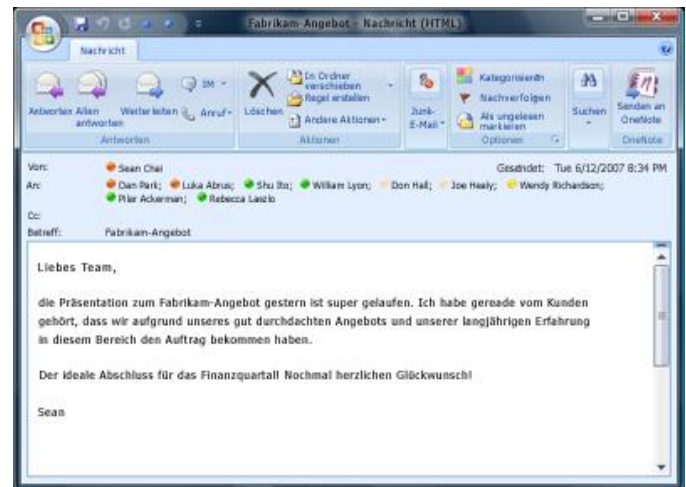 Fabrikam-Angebot - Nachricht (HTML)
Nachricht
Antworten
Allen antworten
Weiterleiten
IM
Anruf
Antworten
Löschen
In Ordner verschieben
Regel erstellen
Andere Aktionen
Aktionen
Junk-E-Mail
Kategorisieren
Nachverfolgen
Als ungelesen markieren
Optionen
Suchen
Senden an OneNote
OneNote
Von: Sean Chai
Gesendet: Tue 6/12/2007 8:34 PM
An: Dan Park; Luka Abrus; Shu Ito; William Lyon; Don Hall; Joe Healy; Wendy Richardson;
Pilar Ackerman; Rebecca Laszlo
Cc:
Betreff: Fabrikam-Angebot
Liebes Team,
die Präsentation zum Fabrikam-Angebot gestern ist super gelaufen. Ich habe gereade vom Kunden
gehört, dass wir aufgrund unseres gut durchdachten Angebots und unserer langjährigen Erfahrung
in diesem Bereich den Auftrag bekommen haben.
Der ideale Abschluss für das Finanzquartal! Nochmal herzlichen Glückwunsch!
Sean